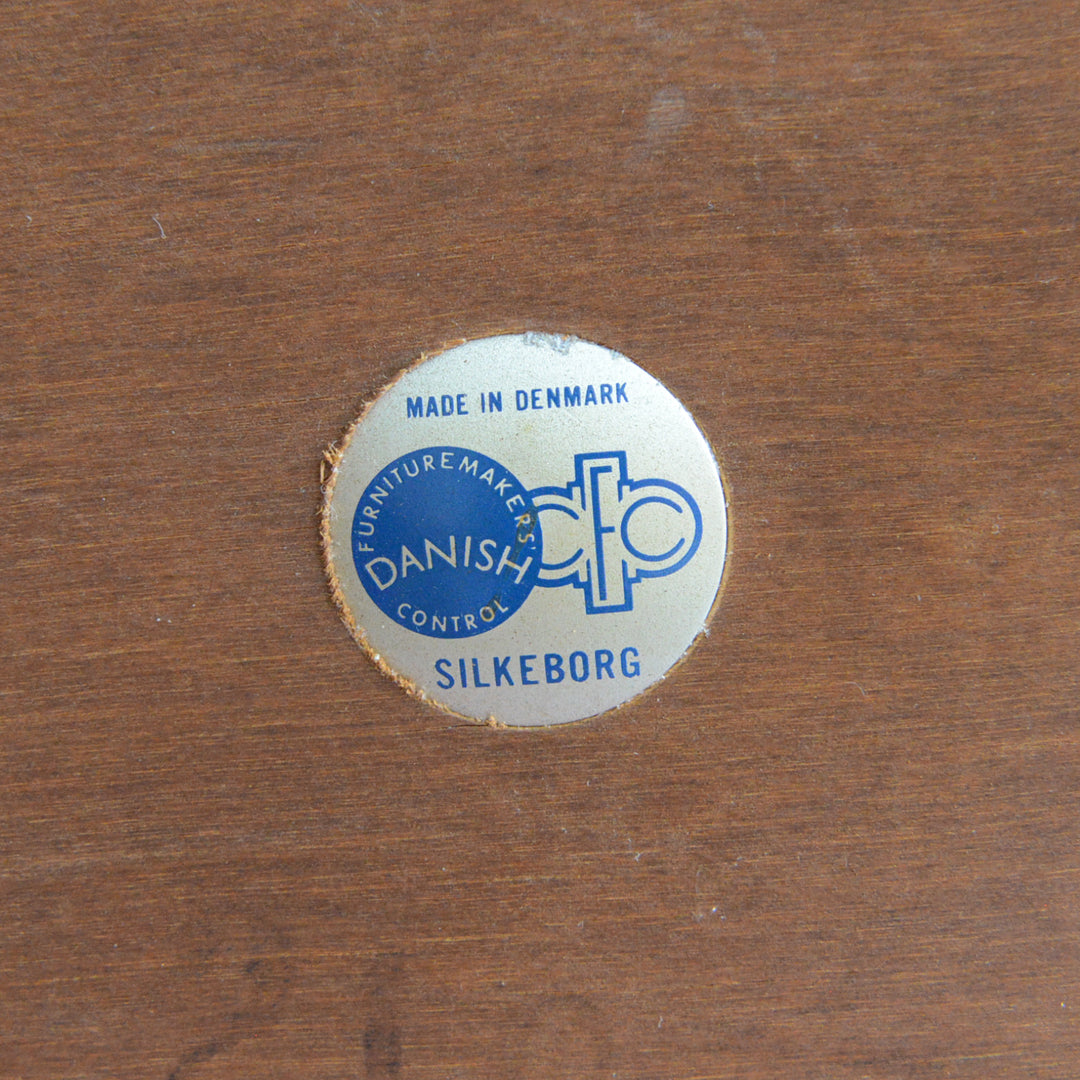 MADE IN DENMARK
FURNITUREMAKERS'
DANISH
CONTROL
CFC
SILKEBORG